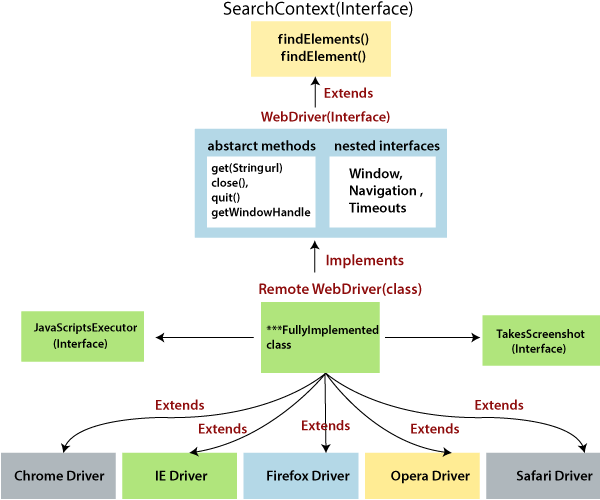 SearchContext(Interface)
findElements()
findElement()
Extends
WebDriver(Interface)
abstarct methods
nested interfaces
get(Stringurl)
close(),
quit()
getWindowHandle
Window,
Navigation ,
Timeouts
Implements
Remote WebDriver(class)
JavaScriptsExecutor
(Interface)
***FullyImplemented
class
TakesScreenshot
(Interface)
Extends
Extends
Extends
Extends
Extends
Chrome Driver
IE Driver
Firefox Driver
Opera Driver
Safari Driver